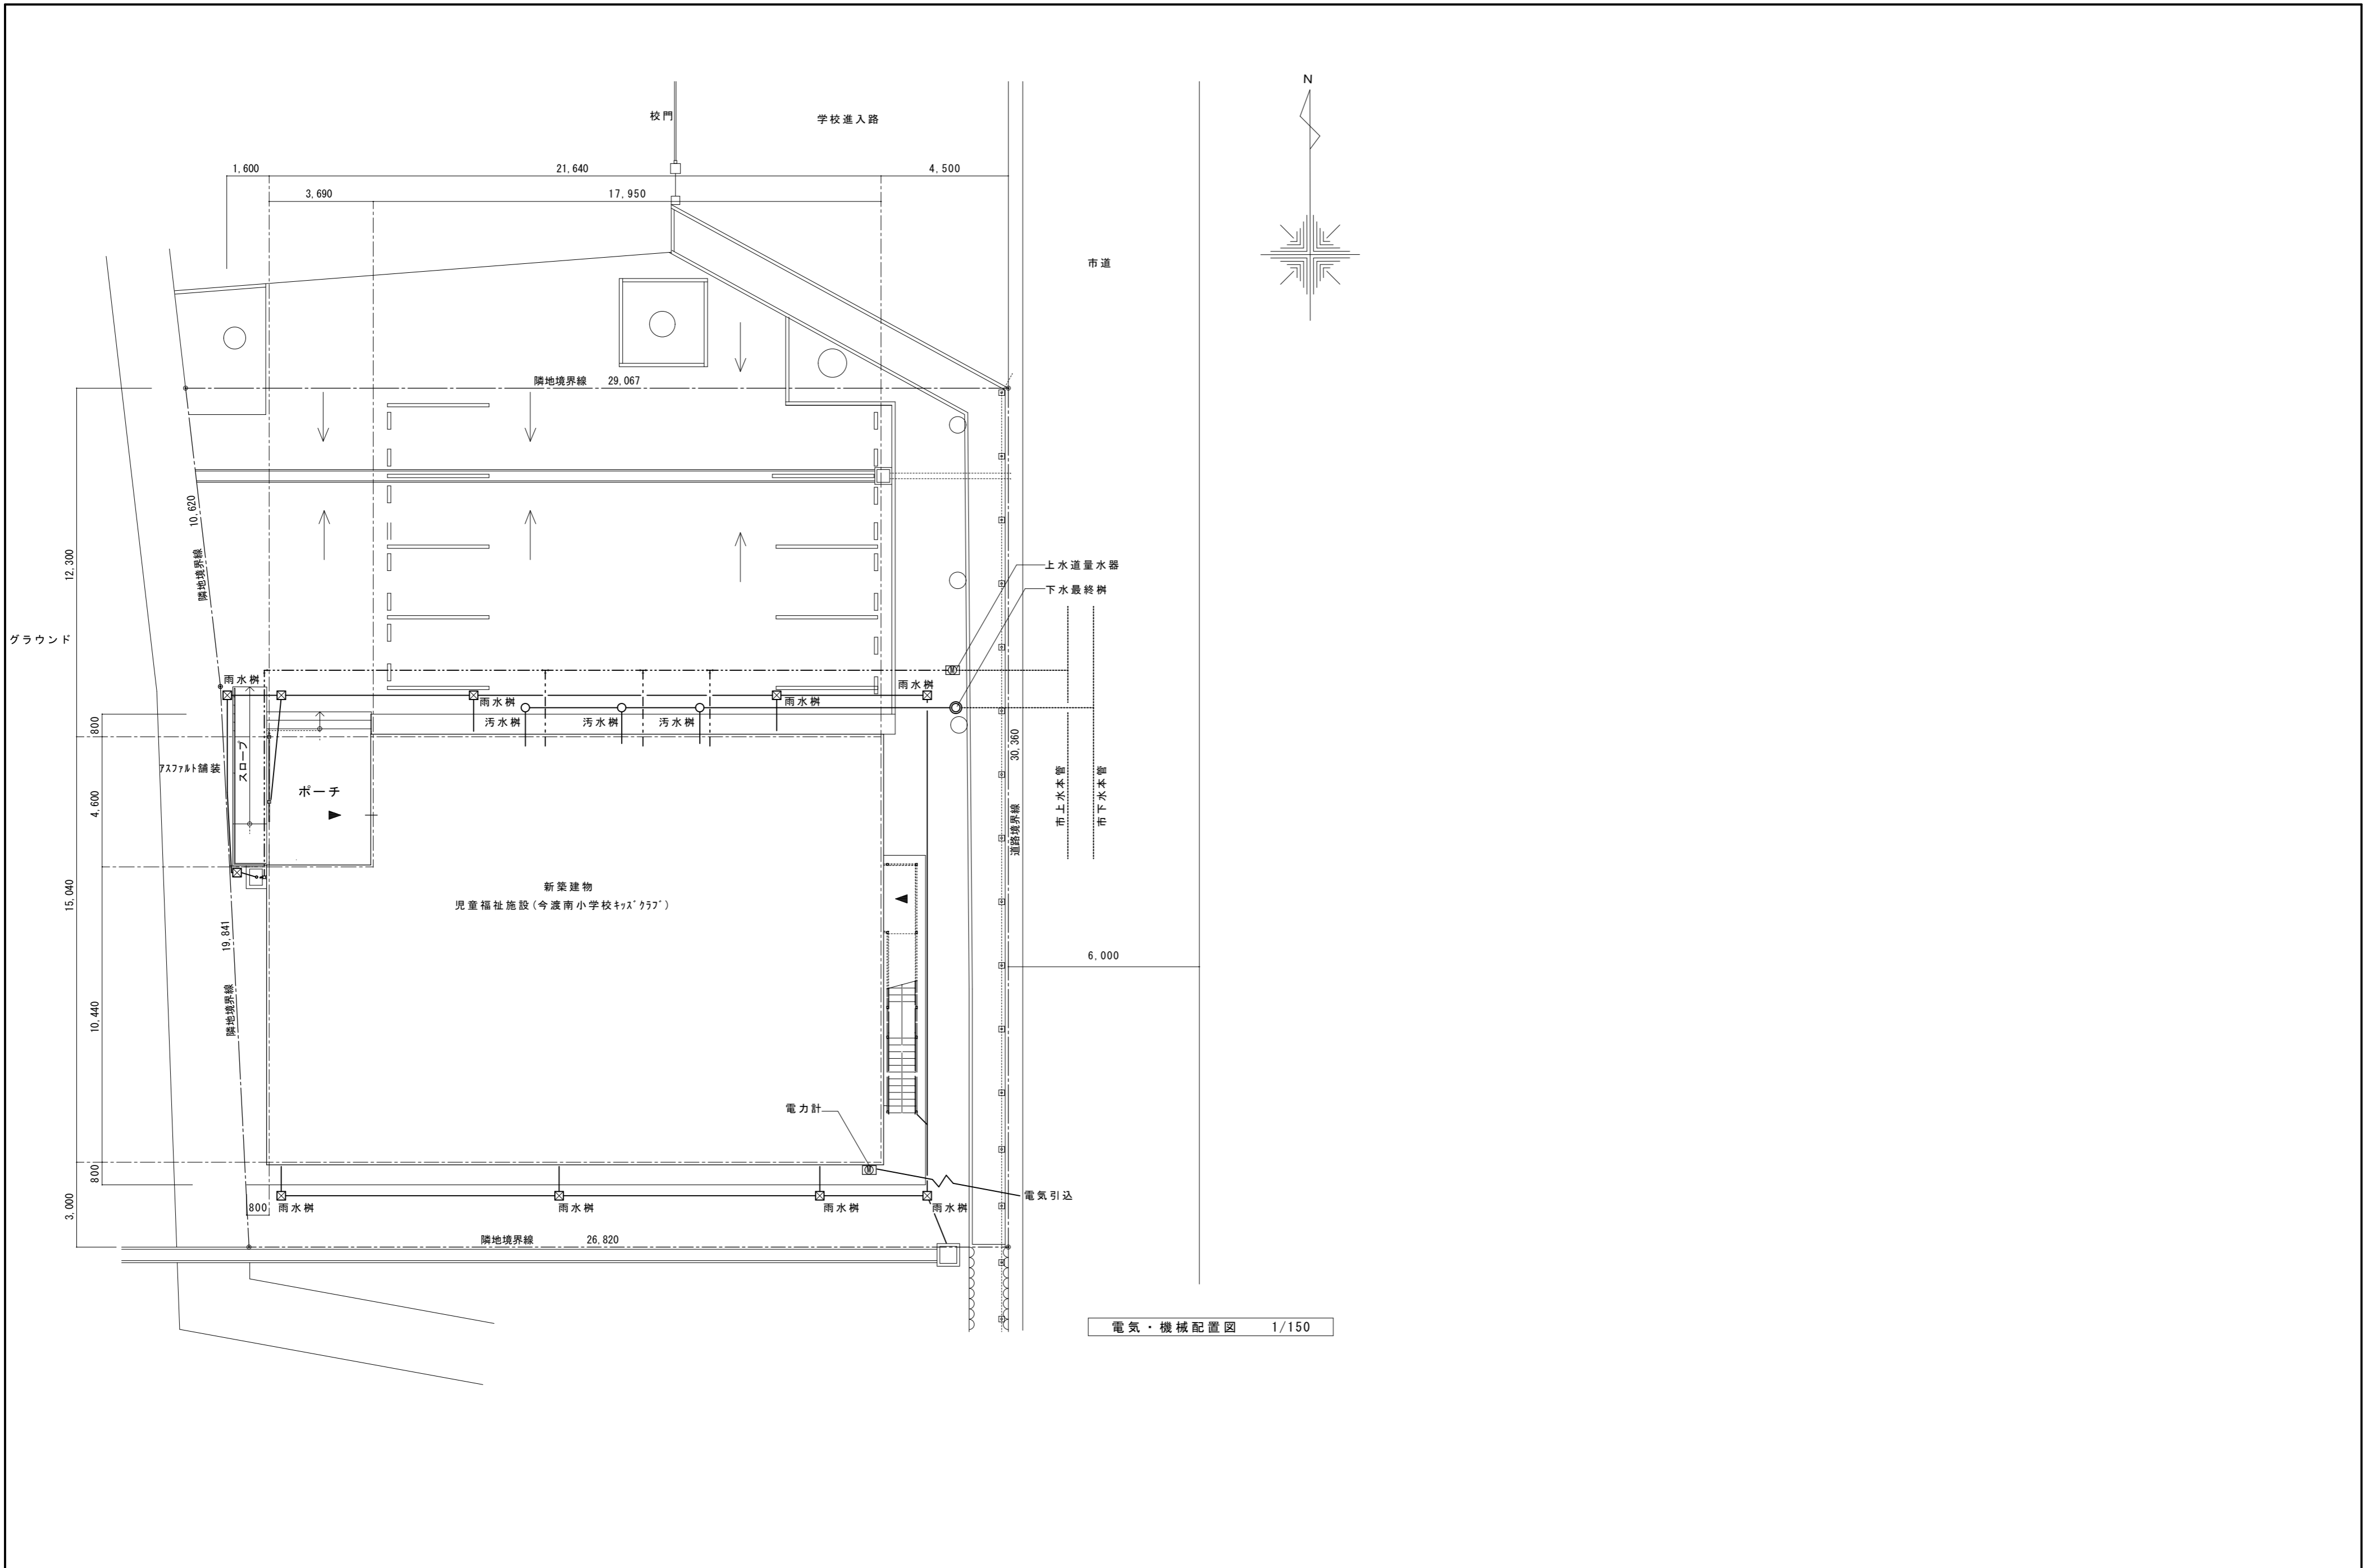 N
校門
学校進入路
1,600
21,640
4,500
3,690
17,950
市道
隣地境界線 29,067
隣地境界線 10,620
12,300
上水道量水器
下水最終桝
グラウンド
雨水桝
雨水桝
雨水桝
雨水桝
汚水桝
汚水桝
汚水桝
800
スロープ
アスファルト舗装
ポーチ
4,600
道路境界線 30,360
市上水本管
市下水本管
新築建物
児童福祉施設(今渡南小学校キッズクラブ)
15,040
隣地境界線 19,841
6,000
10,440
電力計
800
3,000
800
雨水桝
雨水桝
雨水桝
雨水桝
電気引込
隣地境界線 26,820
電気・機械配置図 1/150